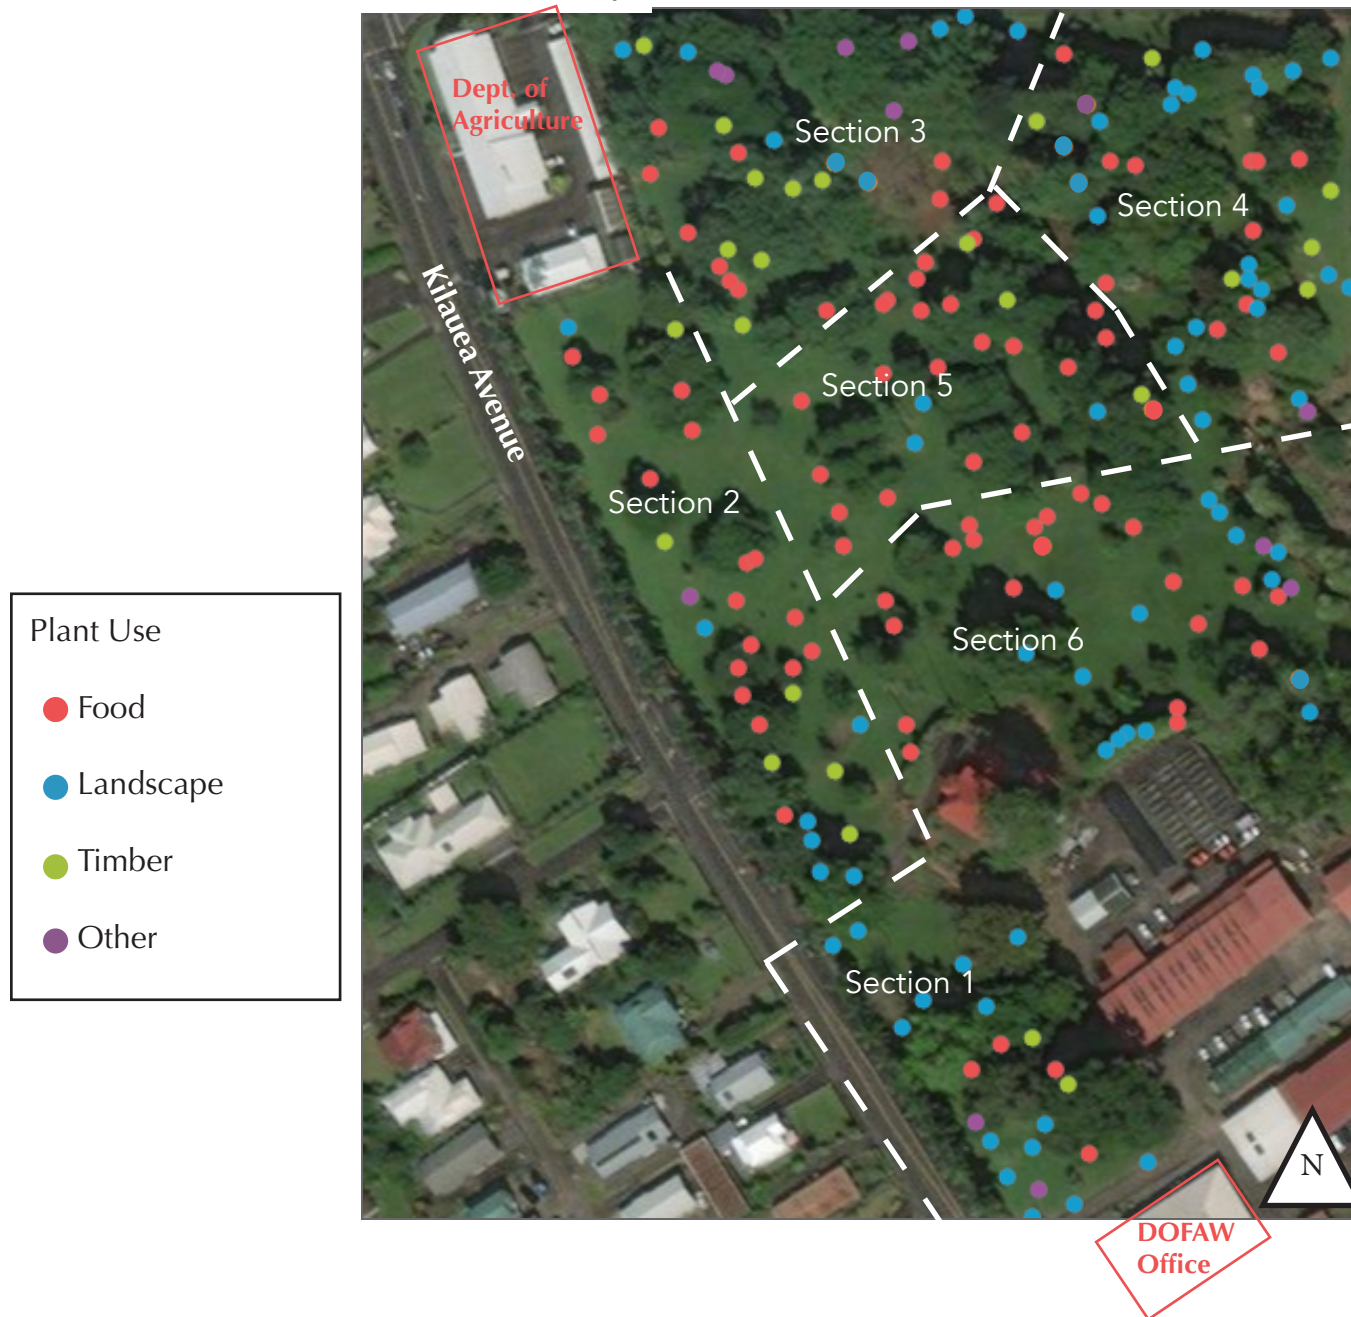 Dept. of
Agriculture
Section 3
Section 4
Kilauea Avenue
Section 5
Section 2
Plant Use
Food
Landscape
Timber
Other
Section 6
Section 1
N
DOFAW
Office